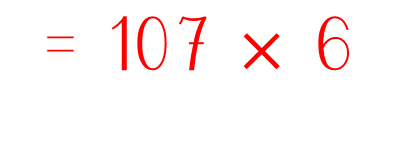 = 107 × 6